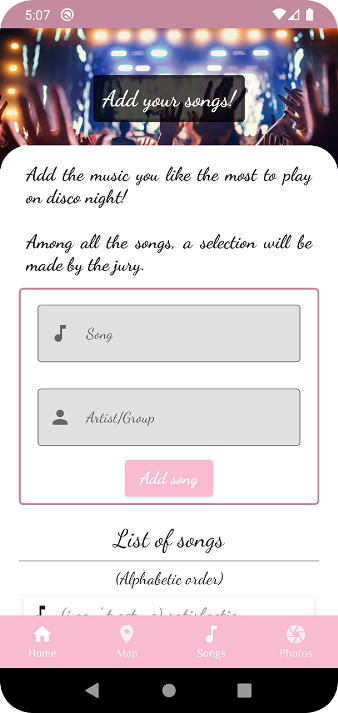 5:07
Add your songs!
Add the music you like the most to play
on disco night!
Among all the songs, a selection will be
made by the jury.
Song
Artist/Group
Add song
List of songs
(Alphabetic order)
Home Map Songs Photos